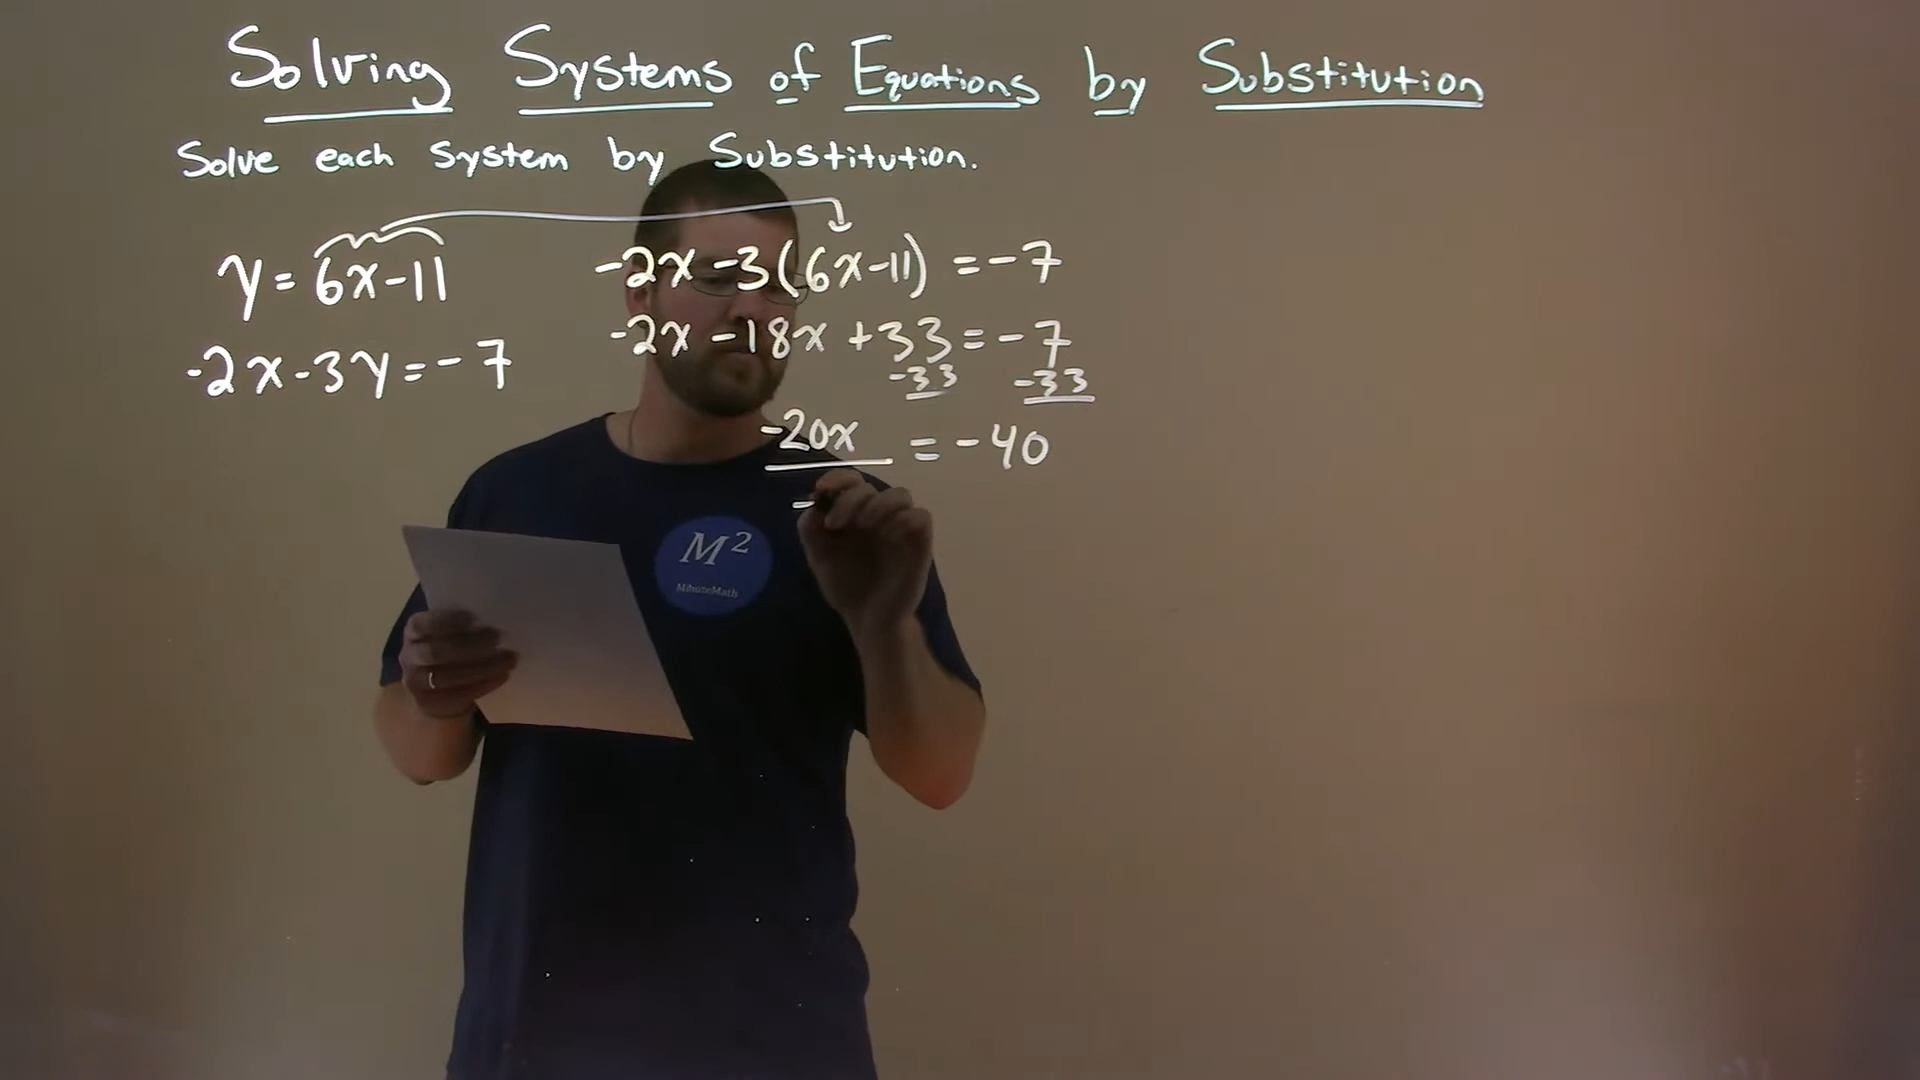 Solving Systems of Equations by Substitution
Solve each System by Substitution.
y = 6x-11
-2x-3y=-7
-2x-3(6x-11) =-7
-2x-18x+33=-7
-33 -33
-20x = -40
-
M²
MinuteMath